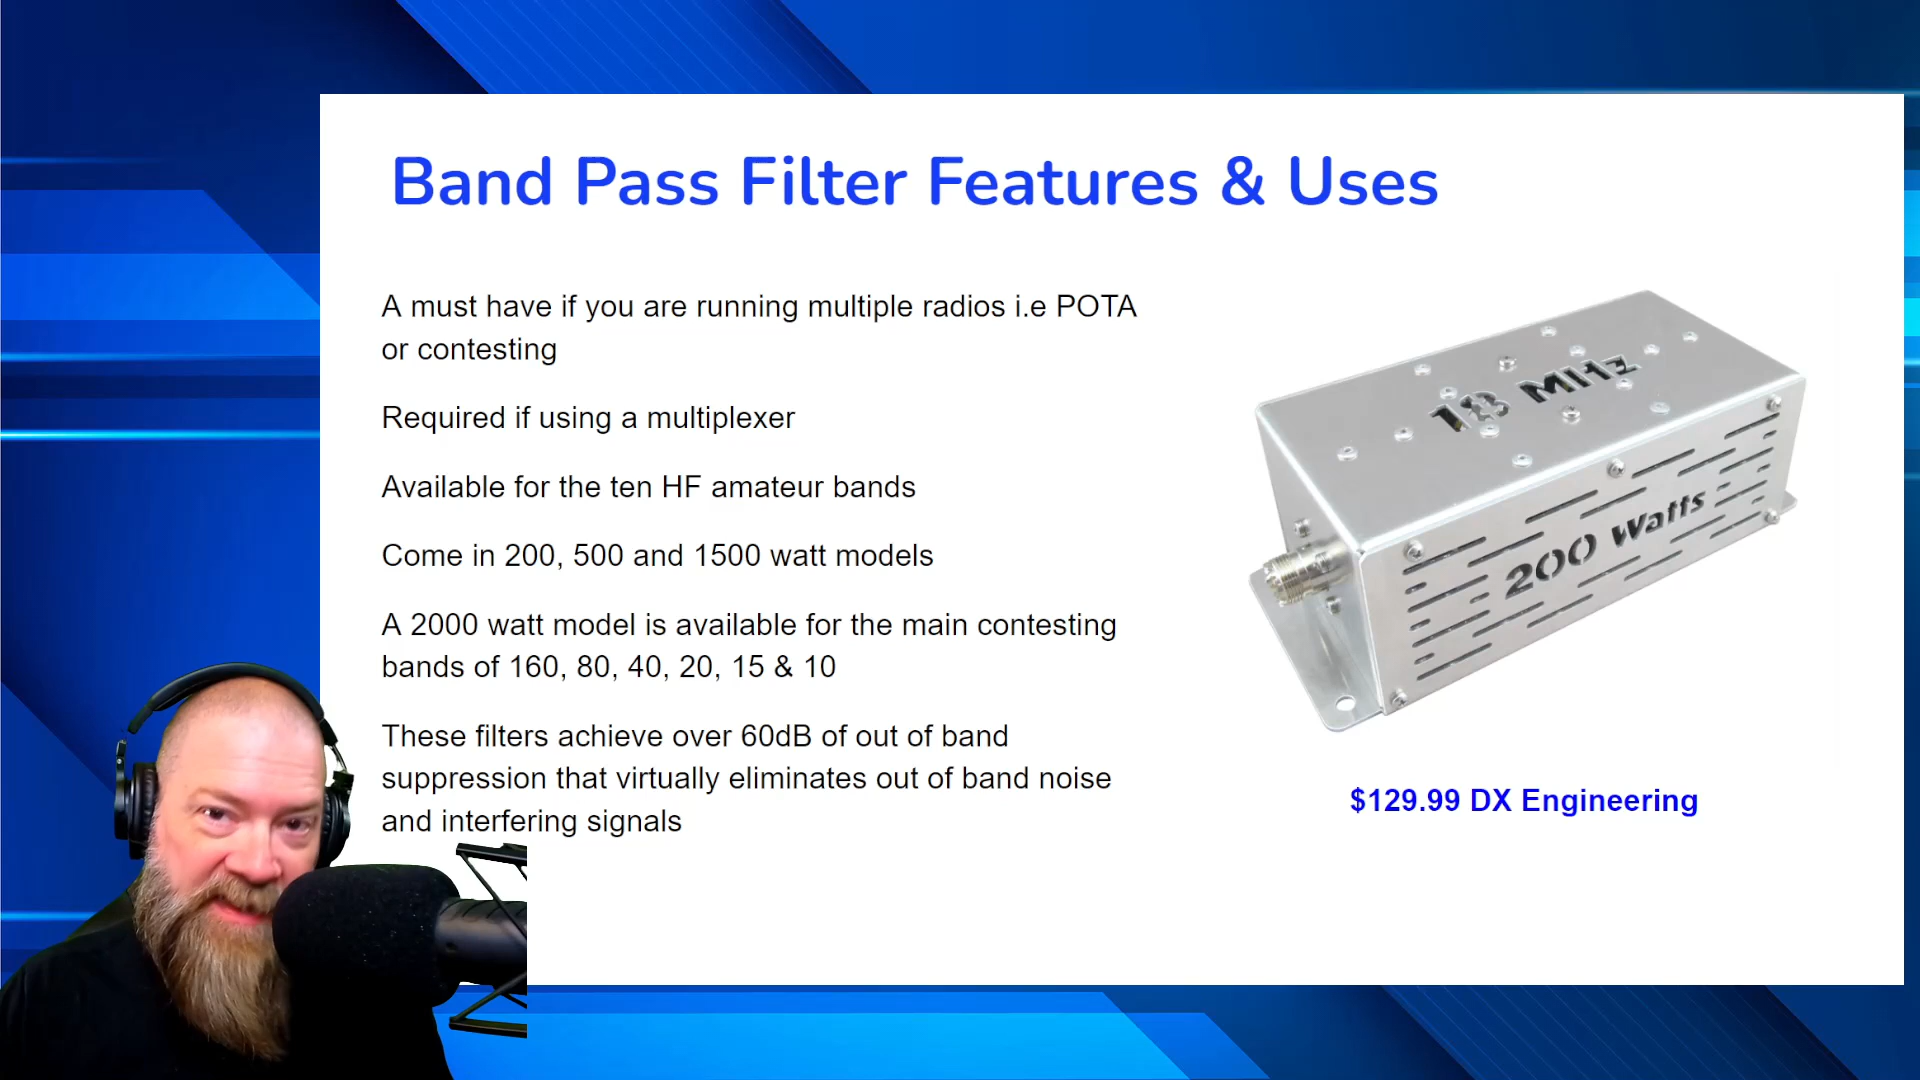 Band Pass Filter Features & Uses
A must have if you are running multiple radios i.e POTA
or contesting
Required if using a multiplexer
Available for the ten HF amateur bands
Come in 200, 500 and 1500 watt models
A 2000 watt model is available for the main contesting
bands of 160, 80, 40, 20, 15 & 10
These filters achieve over 60dB of out of band
suppression that virtually eliminates out of band noise
and interfering signals
18 MHz
200 Watts
$129.99 DX Engineering